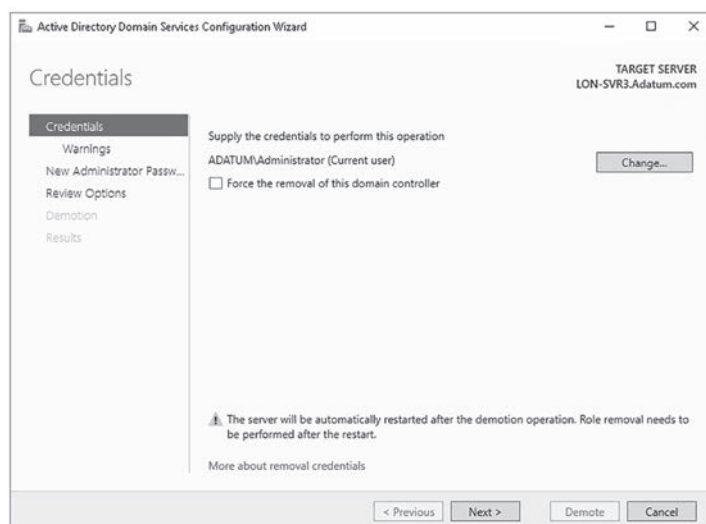 Active Directory Domain Services Configuration Wizard
Credentials
TARGET SERVER
LON-SVR3.Adatum.com
Credentials
Warnings
New Administrator Passw...
Review Options
Demotion
Results
Supply the credentials to perform this operation
ADATUM\Administrator (Current user)
Change...
Force the removal of this domain controller
The server will be automatically restarted after the demotion operation. Role removal needs to
be performed after the restart.
More about removal credentials
< Previous
Next >
Demote
Cancel